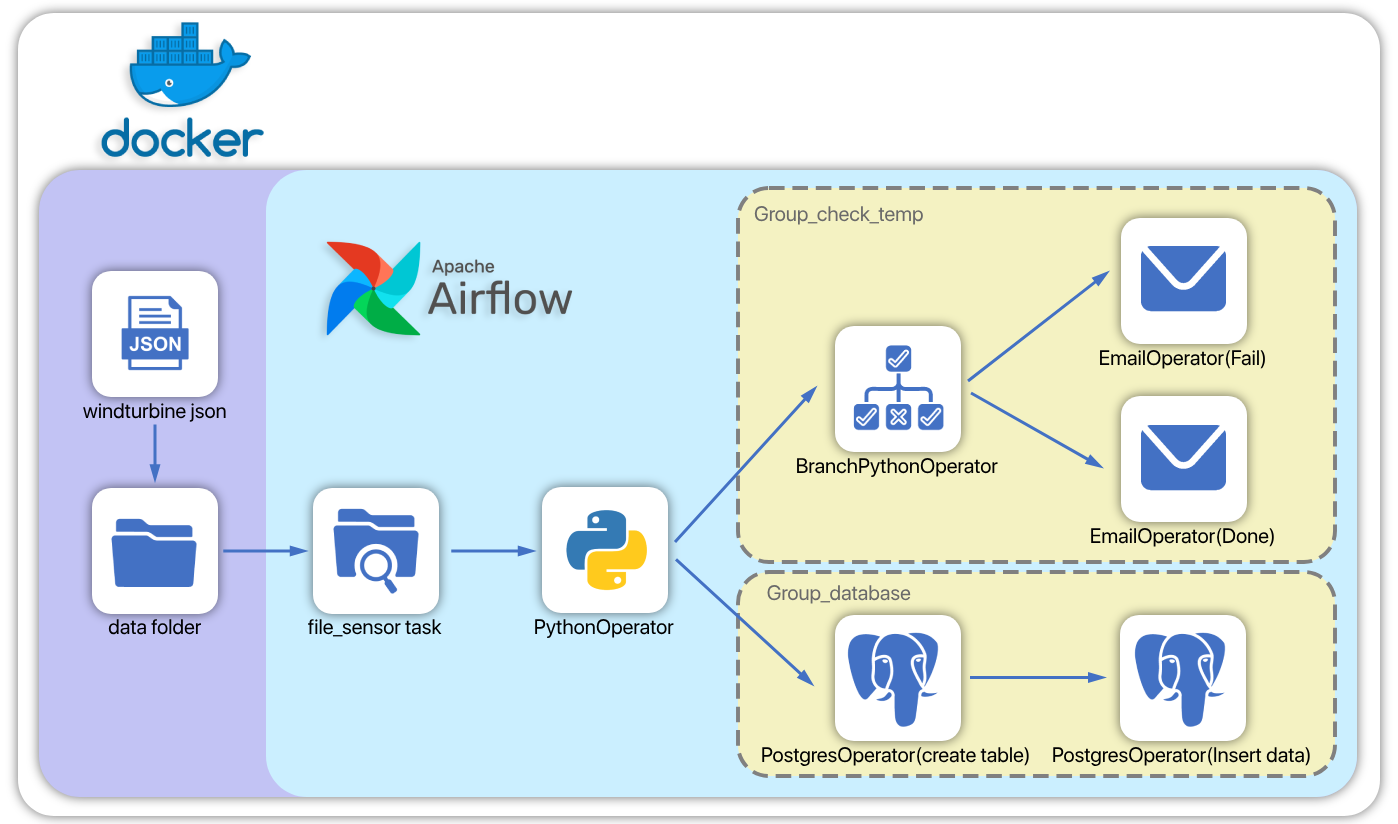 docker
Group_check_temp
Apache
Airflow
JSON
windturbine json
EmailOperator(Fail)
BranchPythonOperator
EmailOperator(Done)
data folder
file_sensor task
PythonOperator
Group_database
PostgresOperator(create table)
PostgresOperator(Insert data)